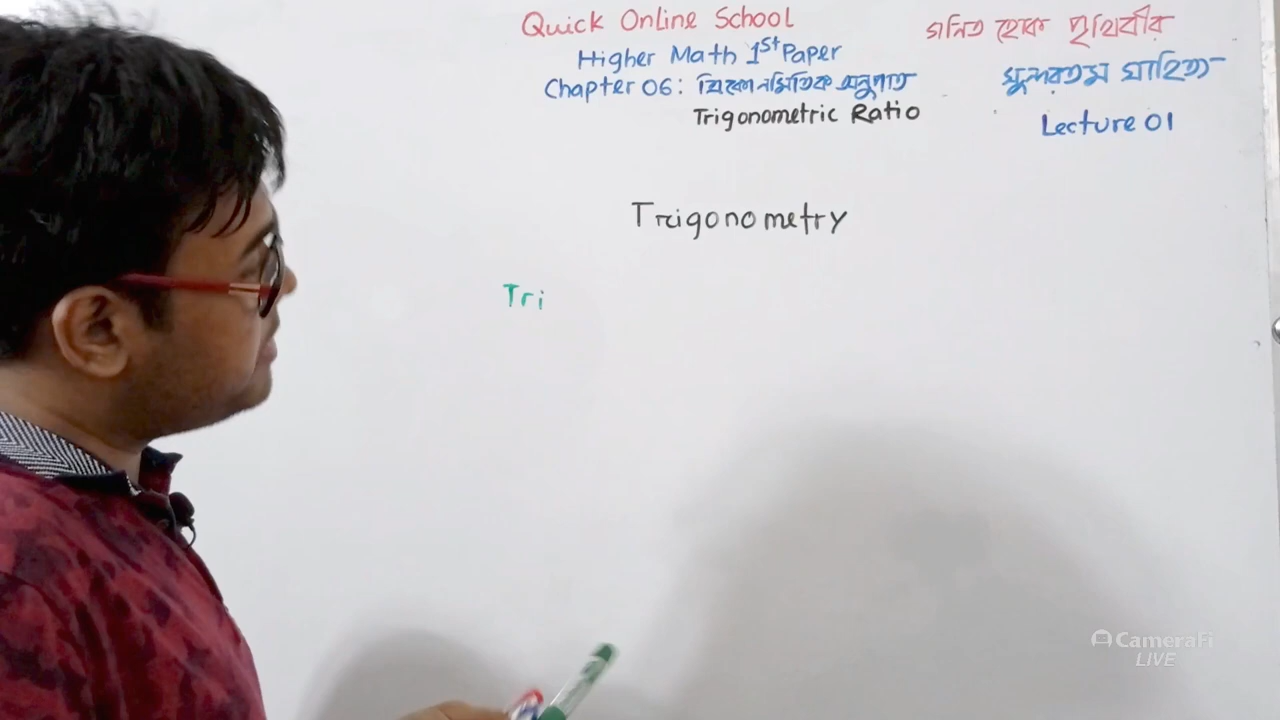 Quick Online School
Higher Math 1st Paper
Chapter 06: ত্রিকোনমিতিক অনুপাত
Trigonometric Ratio
গনিত হোক পৃথিবীর
সুন্দরতম সাহিত্য
Lecture 01
Trigonometry
Tri
CameraFi
LIVE